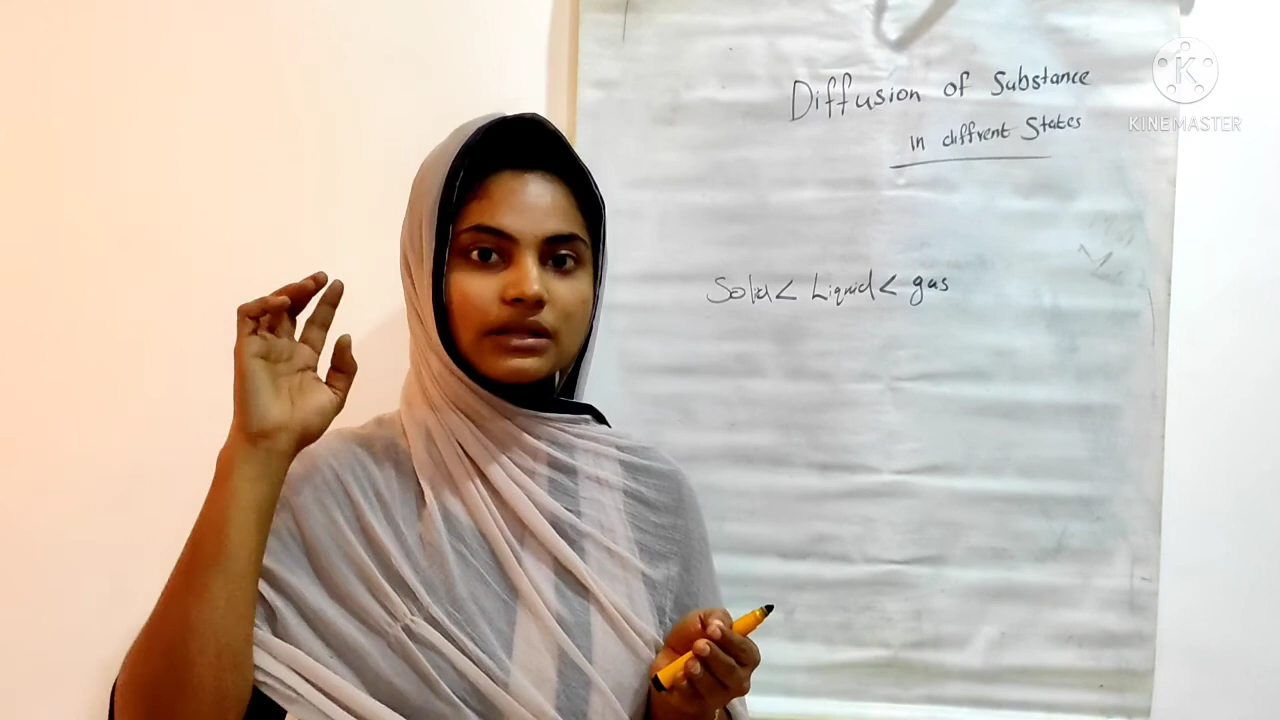 Diffusion of Substance
in diffrent States
Solid < Liquid < gas
K
KINEMASTER